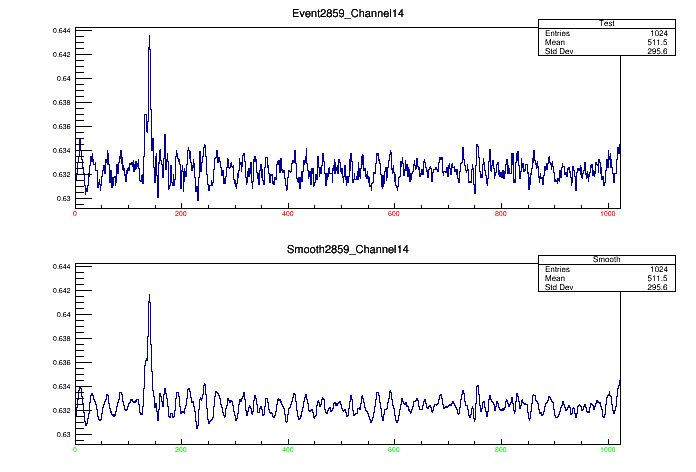 Event2859_Channel14
Test
Entries 1024
Mean 511.5
Std Dev 295.6
0.644
0.642
0.64
0.638
0.636
0.634
0.632
0.63
0 200 400 600 800 1000
Smooth2859_Channel14
Smooth
Entries 1024
Mean 511.5
Std Dev 295.6
0.644
0.642
0.64
0.638
0.636
0.634
0.632
0.63
0 200 400 600 800 1000